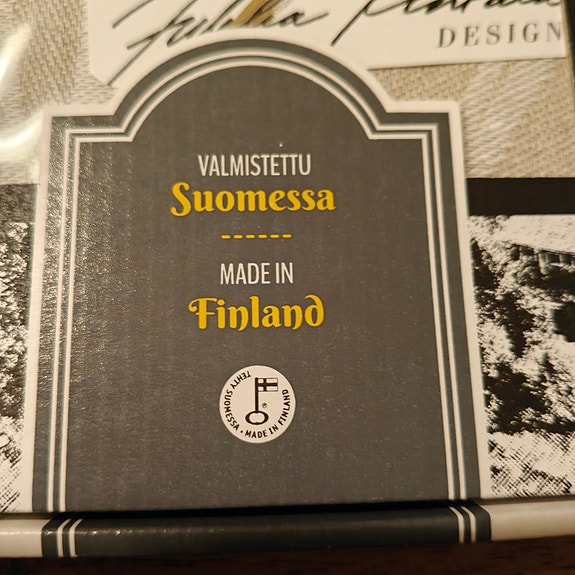 DESIGN
VALMISTETTU
Suomessa
------
MADE IN
Finland
TEHTY SUOMESSA • MADE IN FINLAND
®